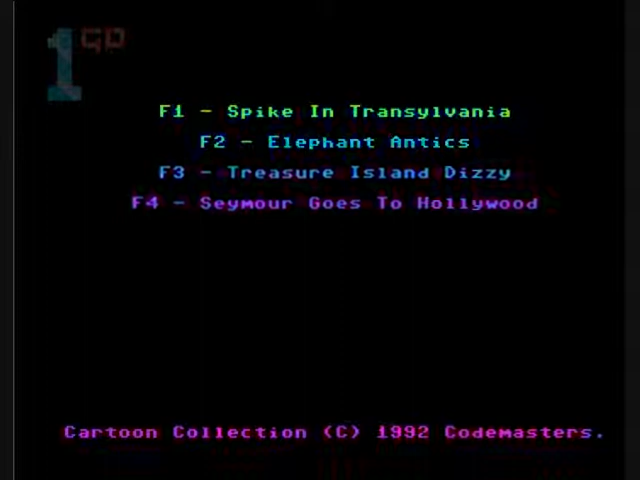 F1 - Spike In Transylvania
F2 - Elephant Antics
F3 - Treasure Island Dizzy
F4 - Seymour Goes To Hollywood
Cartoon Collection (C) 1992 Codemasters.